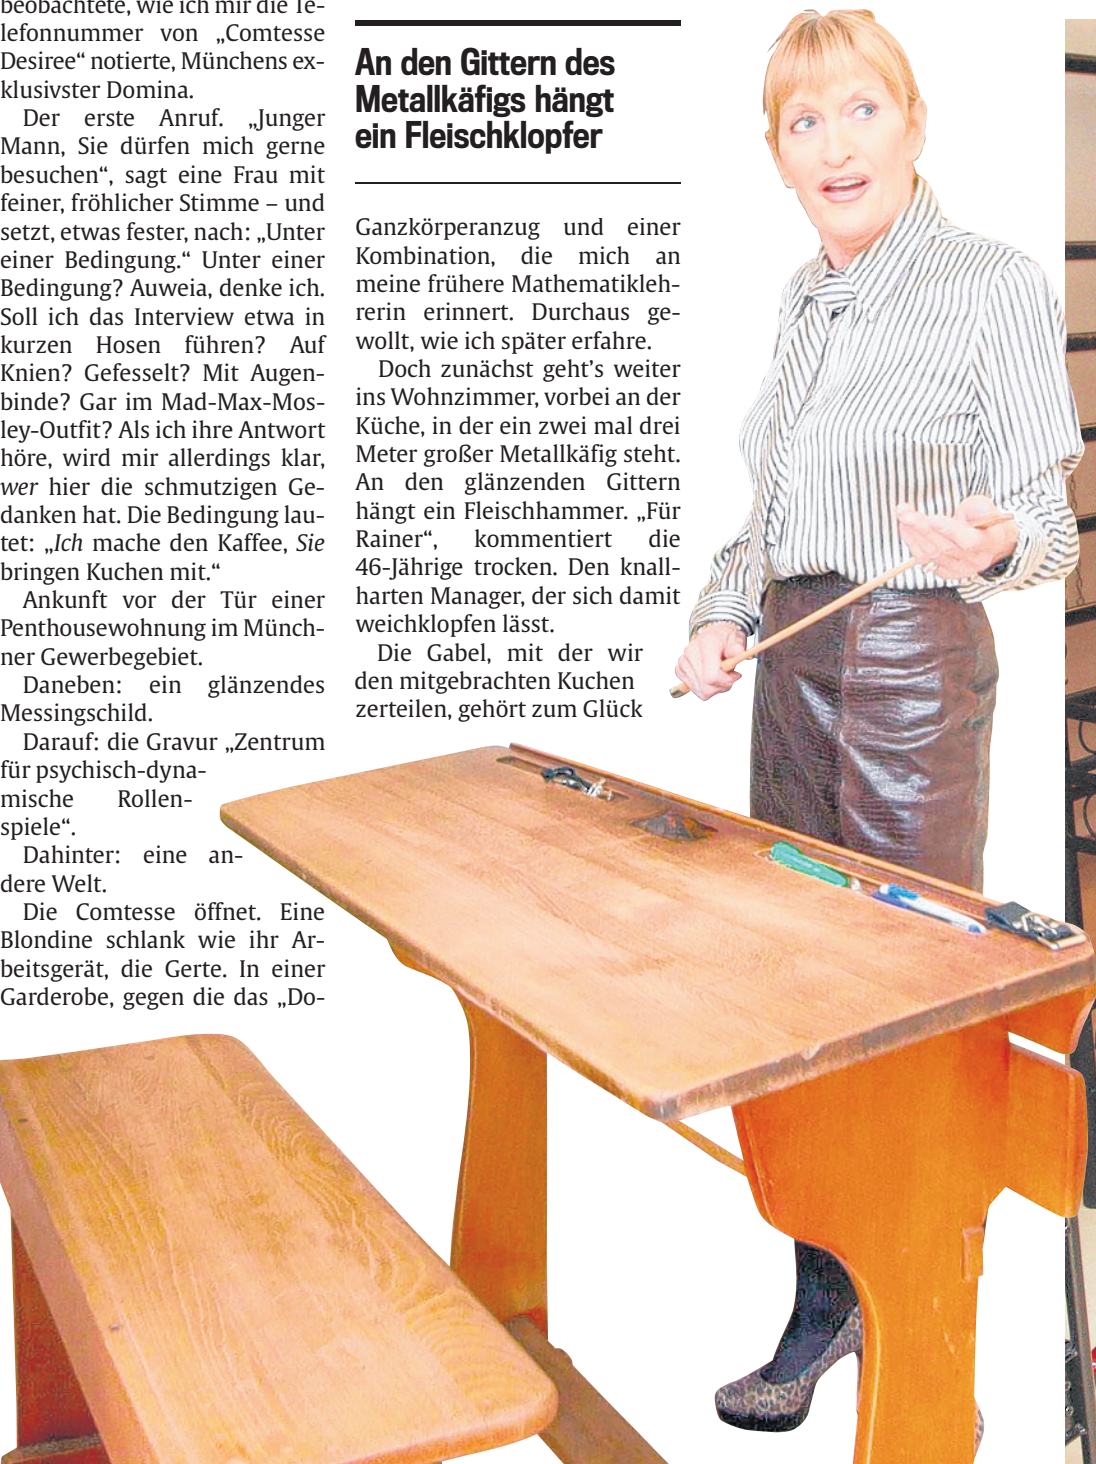 beobachtete, wie ich mir die Te-
lefonnummer von „Comtesse
Desiree“ notierte, Münchens ex-
klusivster Domina.
Der erste Anruf. „Junger
Mann, Sie dürfen mich gerne
besuchen“, sagt eine Frau mit
feiner, fröhlicher Stimme – und
setzt, etwas fester, nach: „Unter
einer Bedingung.“ Unter einer
Bedingung? Auweia, denke ich.
Soll ich das Interview etwa in
kurzen Hosen führen? Auf
Knien? Gefesselt? Mit Augen-
binde? Gar im Mad-Max-Mos-
ley-Outfit? Als ich ihre Antwort
höre, wird mir allerdings klar,
wer hier die schmutzigen Ge-
danken hat. Die Bedingung lau-
tet: „Ich mache den Kaffee, Sie
bringen Kuchen mit.“
Ankunft vor der Tür einer
Penthousewohnung im Münch-
ner Gewerbegebiet.
Daneben: ein glänzendes
Messingschild.
Darauf: die Gravur „Zentrum
für psychisch-dyna-
mische Rollen-
spiele“.
Dahinter: eine an-
dere Welt.
Die Comtesse öffnet. Eine
Blondine schlank wie ihr Ar-
beitsgerät, die Gerte. In einer
Garderobe, gegen die das „Do-
An den Gittern des
Metallkäfigs hängt
ein Fleischklopfer
Ganzkörperanzug und einer
Kombination, die mich an
meine frühere Mathematikleh-
rerin erinnert. Durchaus ge-
wollt, wie ich später erfahre.
Doch zunächst geht’s weiter
ins Wohnzimmer, vorbei an der
Küche, in der ein zwei mal drei
Meter großer Metallkäfig steht.
An den glänzenden Gittern
hängt ein Fleischhammer. „Für
Rainer“, kommentiert die
46-Jährige trocken. Den knall-
harten Manager, der sich damit
weichklopfen lässt.
Die Gabel, mit der wir
den mitgebrachten Kuchen
zerteilen, gehört zum Glück